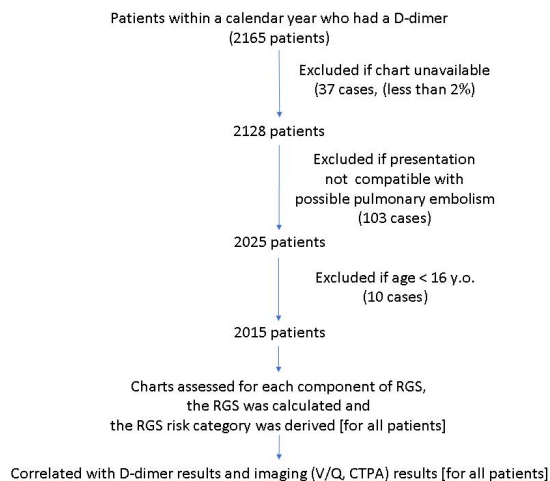 Patients within a calendar year who had a D-dimer
(2165 patients)
Excluded if chart unavailable
(37 cases, (less than 2%)
2128 patients
Excluded if presentation
not compatible with
possible pulmonary embolism
(103 cases)
2025 patients
Excluded if age < 16 y.o.
(10 cases)
2015 patients
Charts assessed for each component of RGS,
the RGS was calculated and
the RGS risk category was derived [for all patients]
Correlated with D-dimer results and imaging (V/Q, CTPA) results [for all patients]